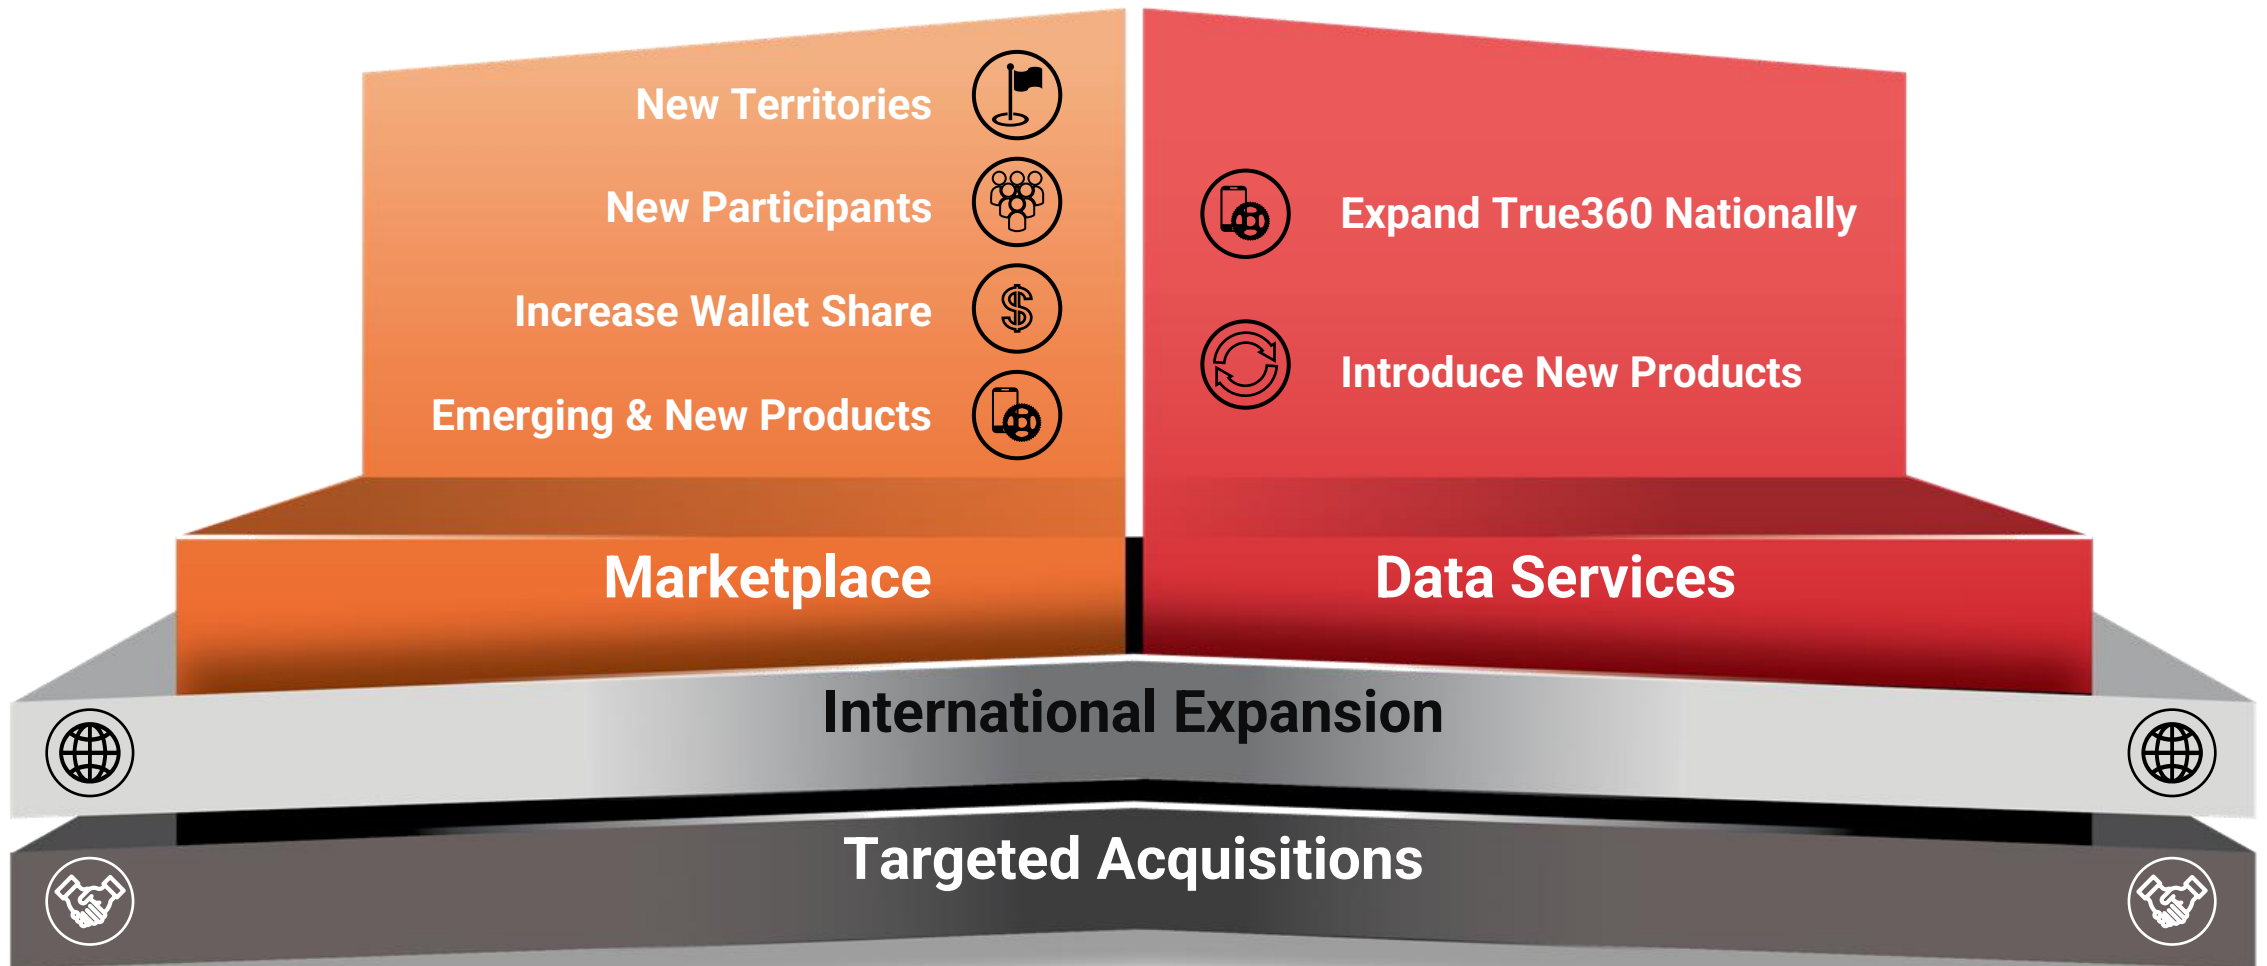 New Territories
New Participants
Increase Wallet Share
Emerging & New Products
Marketplace
Expand True360 Nationally
Introduce New Products
Data Services
International Expansion
Targeted Acquisitions